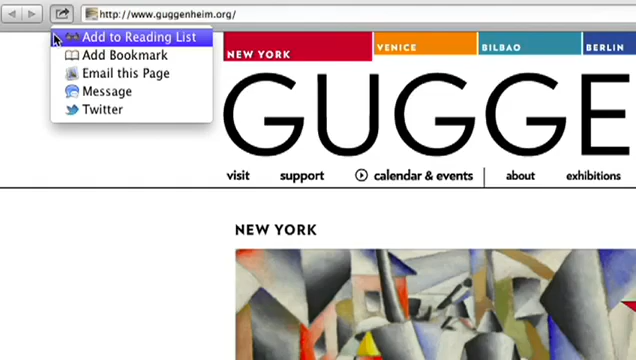 http://www.guggenheim.org/
Add to Reading List
Add Bookmark
Email this Page
Message
Twitter
NEW YORK
VENICE
BILBAO
BERLIN
GUGGE
visit
support
calendar & events
about
exhibitions
NEW YORK